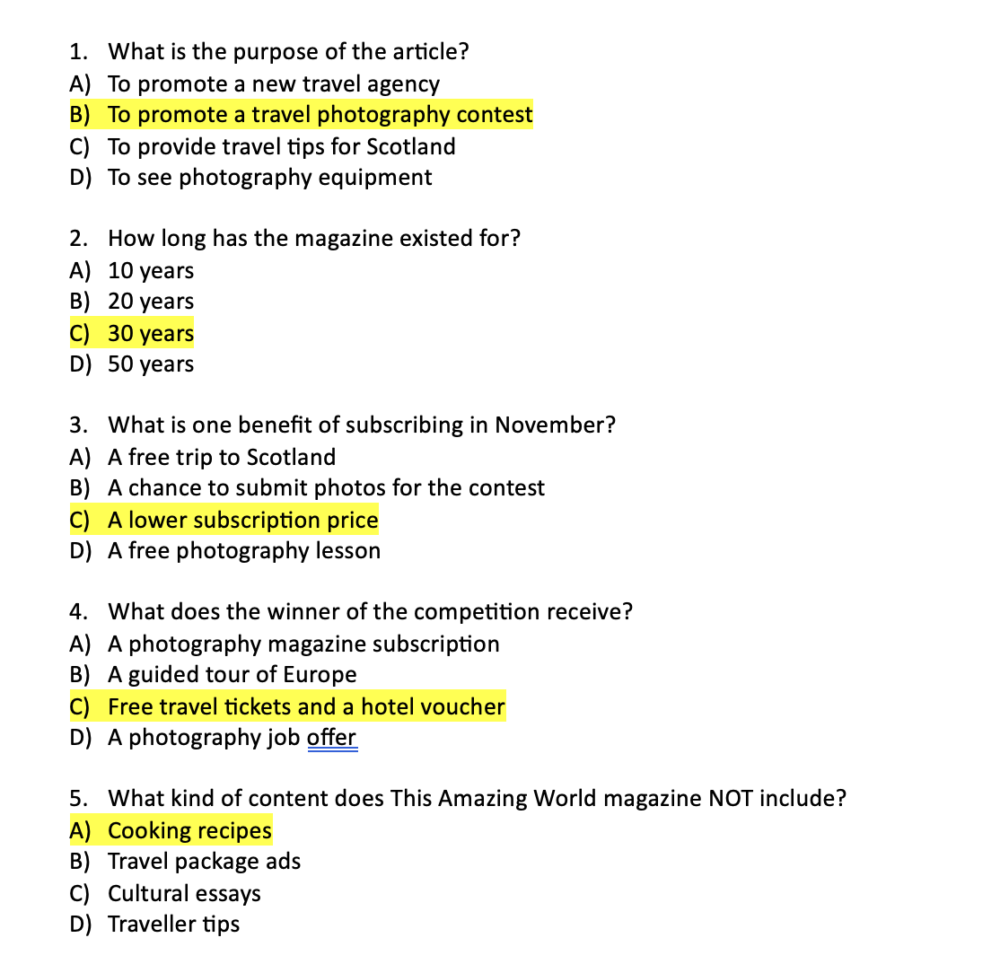 1. What is the purpose of the article?
A) To promote a new travel agency
B) To promote a travel photography contest
C) To provide travel tips for Scotland
D) To see photography equipment
2. How long has the magazine existed for?
A) 10 years
B) 20 years
C) 30 years
D) 50 years
3. What is one benefit of subscribing in November?
A) A free trip to Scotland
B) A chance to submit photos for the contest
C) A lower subscription price
D) A free photography lesson
4. What does the winner of the competition receive?
A) A photography magazine subscription
B) A guided tour of Europe
C) Free travel tickets and a hotel voucher
D) A photography job offer
5. What kind of content does This Amazing World magazine NOT include?
A) Cooking recipes
B) Travel package ads
C) Cultural essays
D) Traveller tips